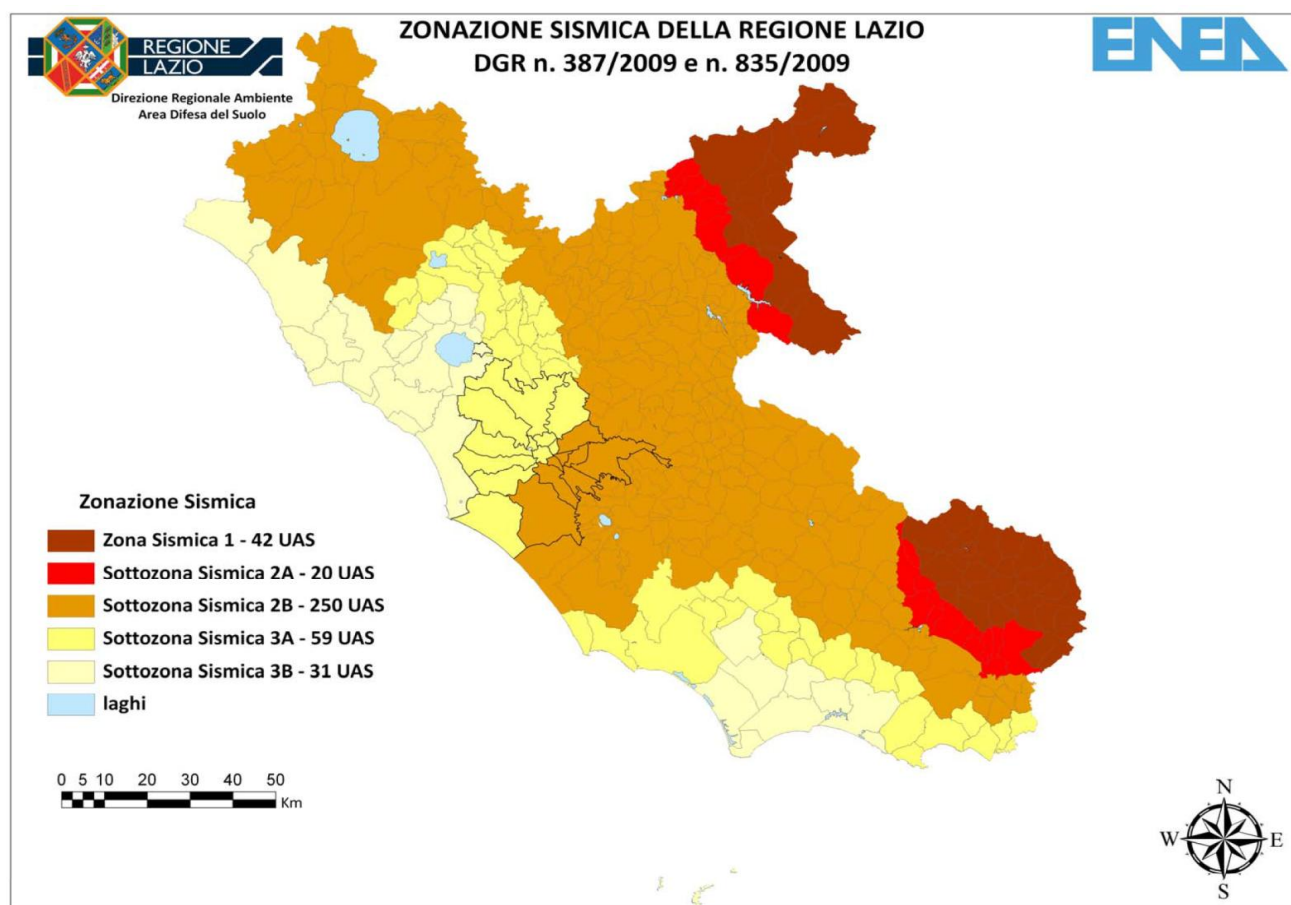 ZONAZIONE SISMICA DELLA REGIONE LAZIO
DGR n. 387/2009 e n. 835/2009
REGIONE
LAZIO
Direzione Regionale Ambiente
Area Difesa del Suolo
ENEA
Zonazione Sismica
Zona Sismica 1 - 42 UAS
Sottozona Sismica 2A - 20 UAS
Sottozona Sismica 2B - 250 UAS
Sottozona Sismica 3A - 59 UAS
Sottozona Sismica 3B - 31 UAS
laghi
0 5 10 20 30 40 50
Km
N
W E
S